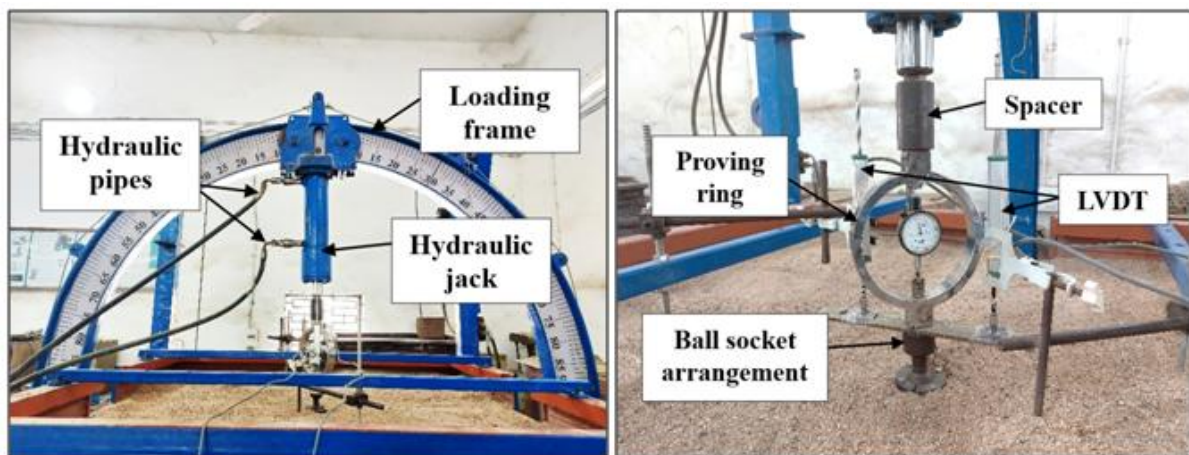 Loading
frame
Hydraulic
pipes
Hydraulic
jack
Spacer
Proving
ring
LVDT
Ball socket
arrangement